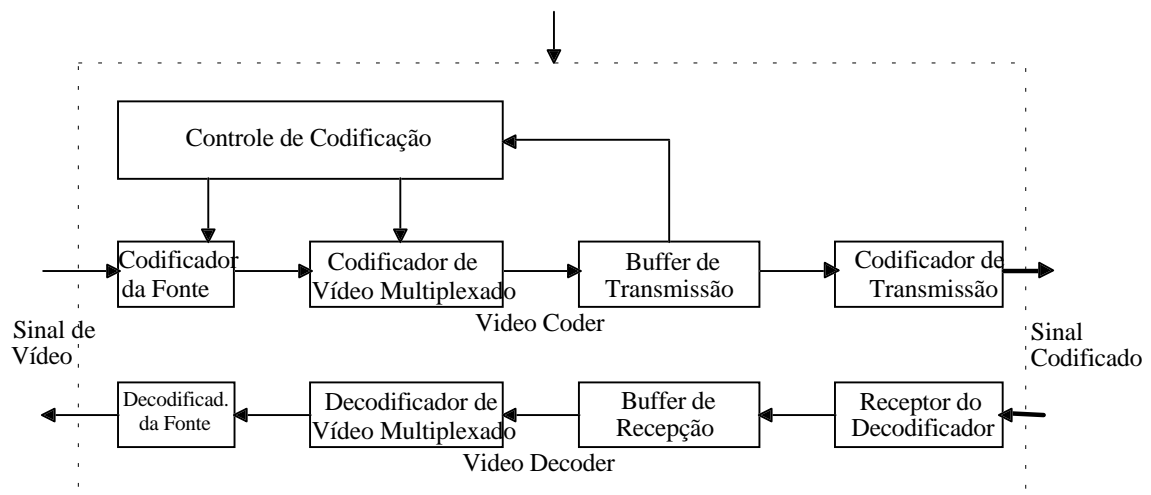 Controle de Codificação
Codificador
da Fonte
Codificador de
Vídeo Multiplexado
Buffer de
Transmissão
Codificador de
Transmissão
Video Coder
Sinal de
Vídeo
Sinal
Codificado
Decodificad.
da Fonte
Decodificador de
Vídeo Multiplexado
Buffer de
Recepção
Receptor do
Decodificador
Video Decoder